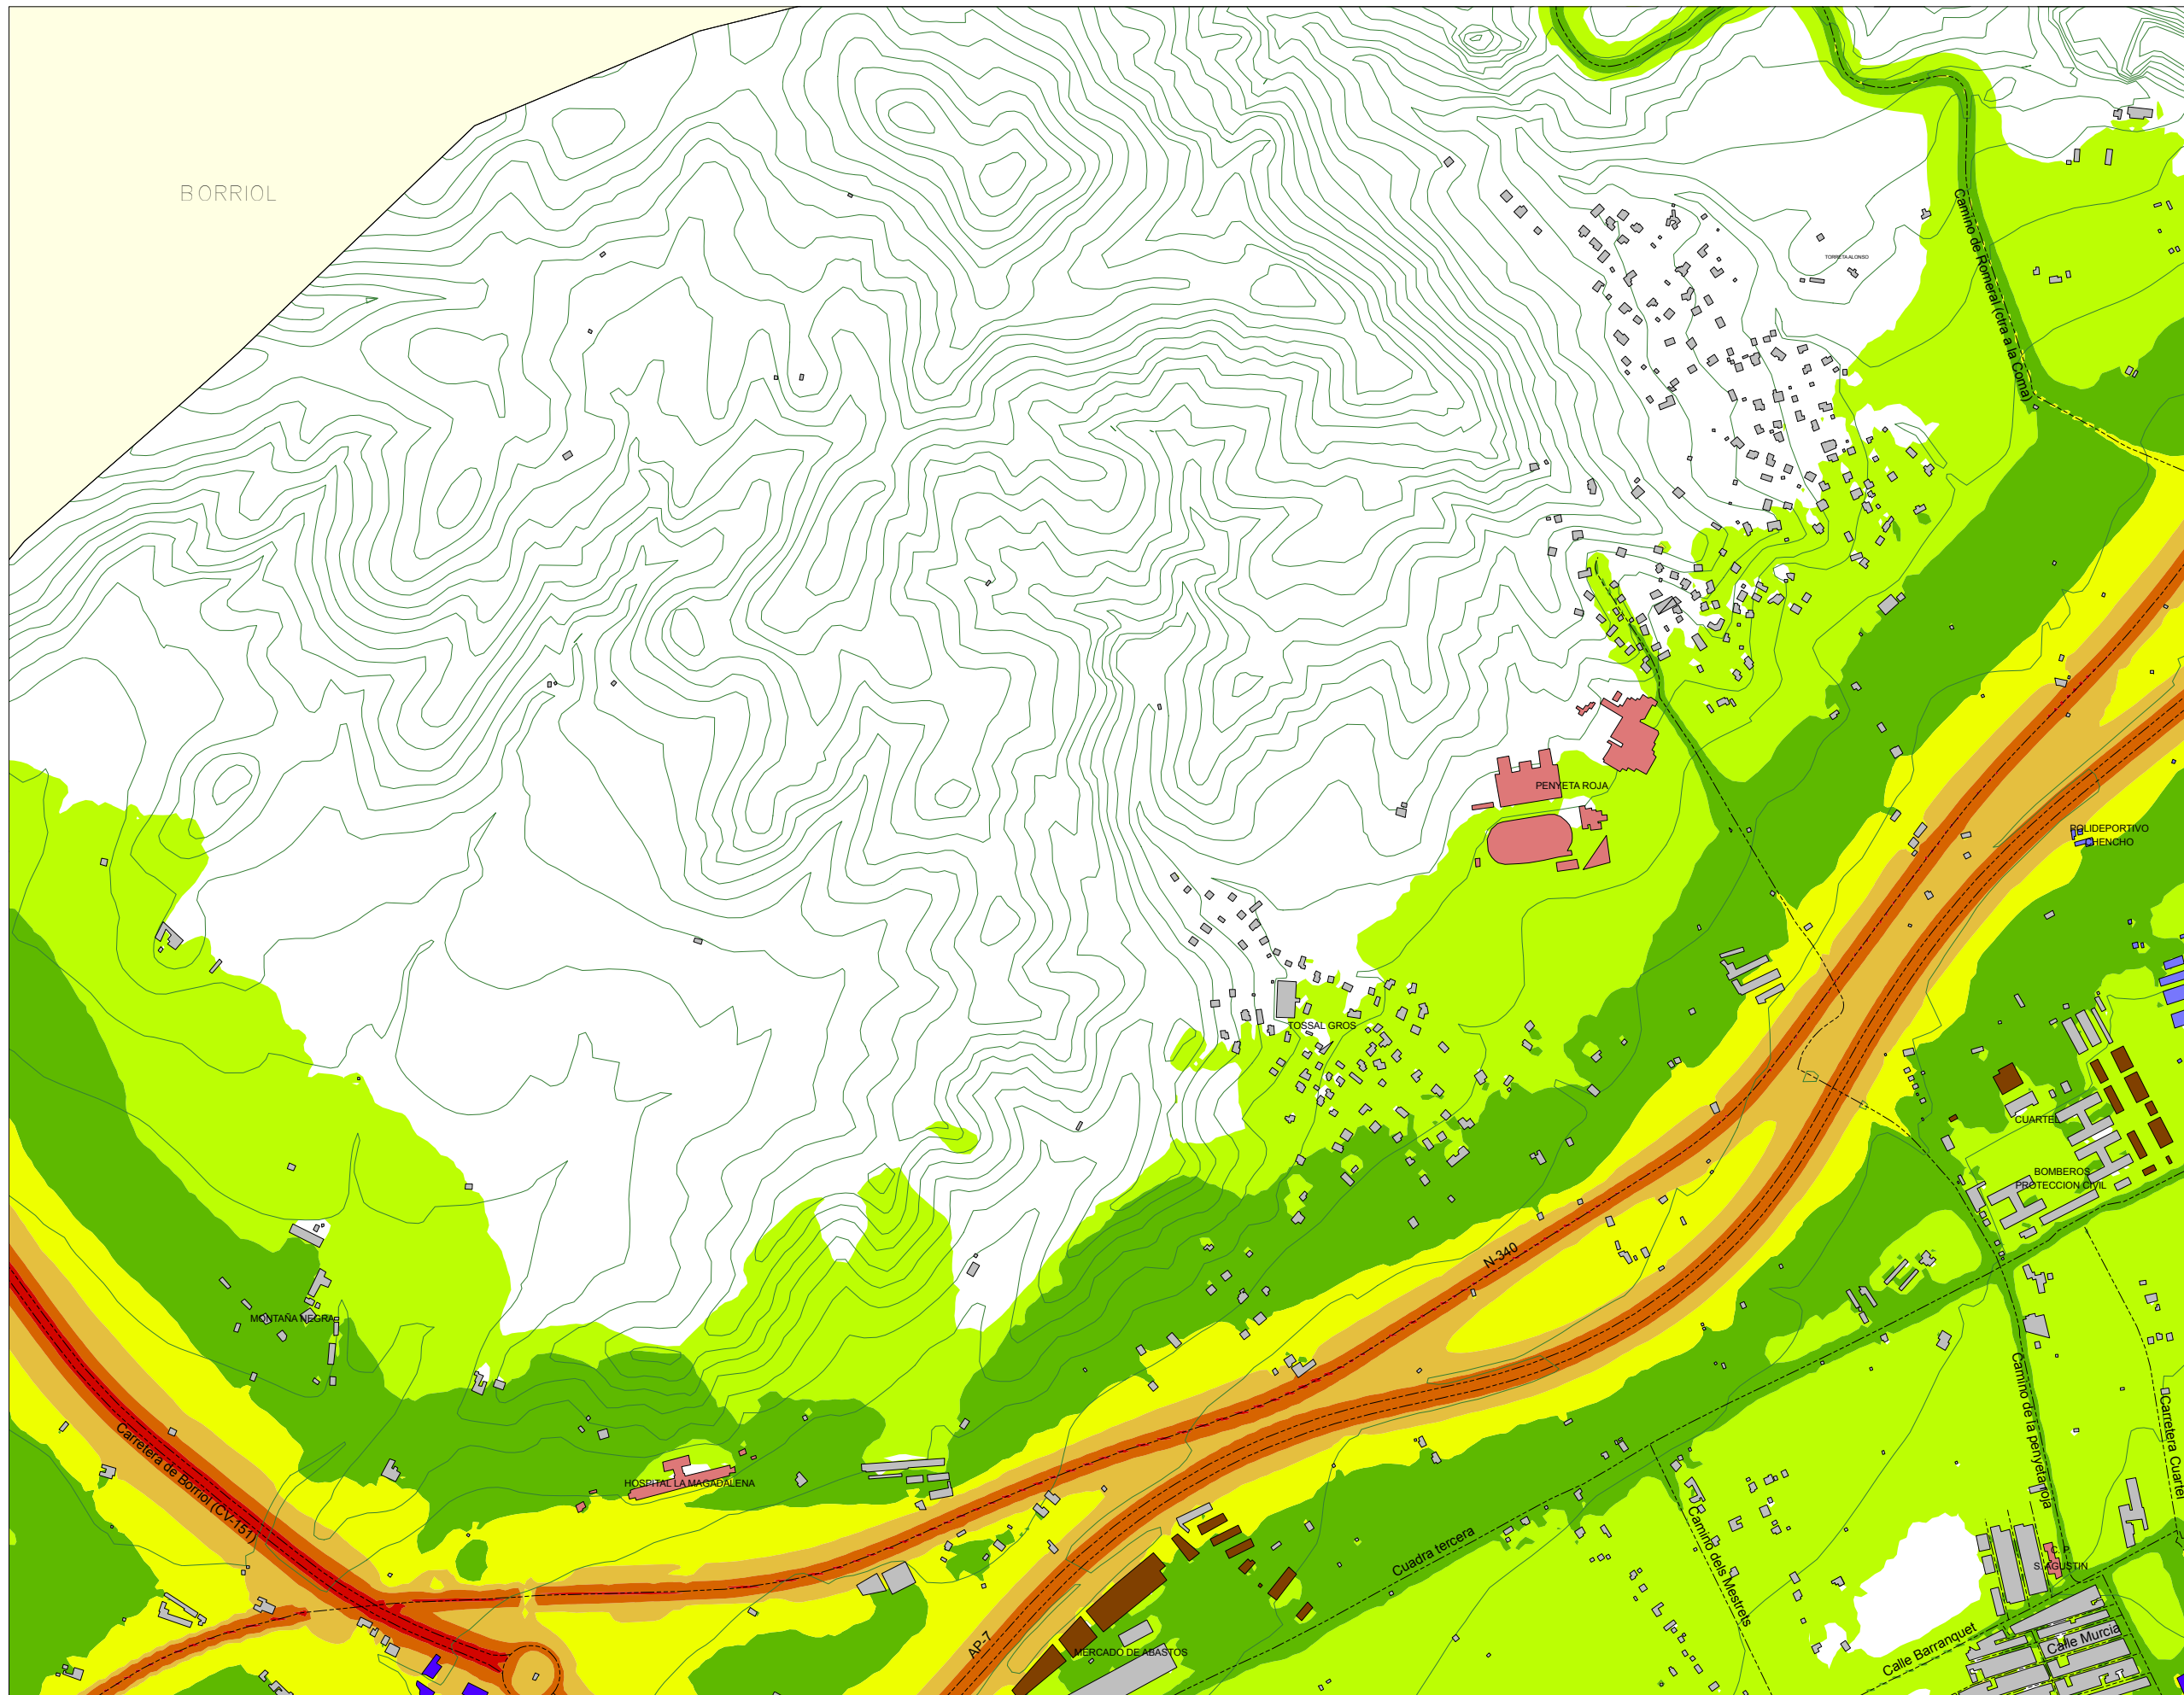 BORRIOL
Camino de Romeral (ctra a la Coma)
TORRETA ALONSO
PENYETA ROJA
POLIDEPORTIVO
CHENCHO
TOSSAL GROS
CUARTEL
BOMBEROS
PROTECCION CIVIL
N-340
MONTAÑA NEGRA
Carretera de Borriol (CV-151)
HOSPITAL LA MAGADALENA
Camino de la penyeta roja
Carretera Cuartel
Cuadra tercera
Camino dels Mestrets
C. P.
S. AGUSTIN
AP-7
MERCADO DE ABASTOS
Calle Barranquet
Calle Murcia